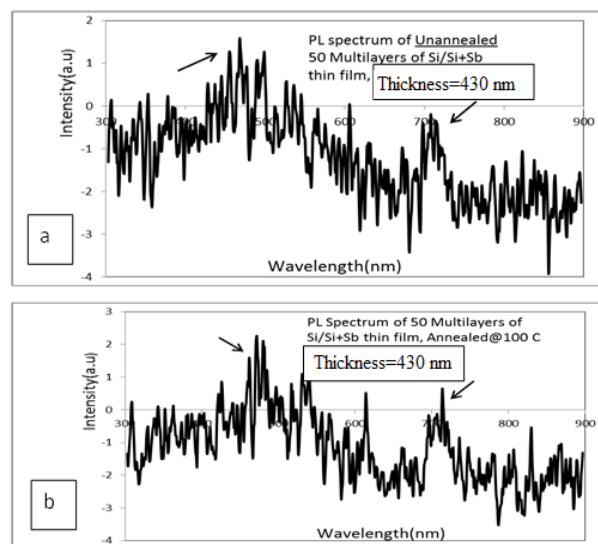 2
PL spectrum of Unannealed
50 Multilayers of Si/Si+Sb
thin film,
Thickness=430 nm
1
0
300 500 700 800 900
-1
-2
-3
-4
Intensity(a.u)
Wavelength(nm)
a
3
PL Spectrum of 50 Multilayers of
Si/Si+Sb thin film, Annealed@100 C
Thickness=430 nm
2
1
0
300 500 600 700 800 900
-1
-2
-3
-4
Intensity(a.u)
Wavelength(nm)
b